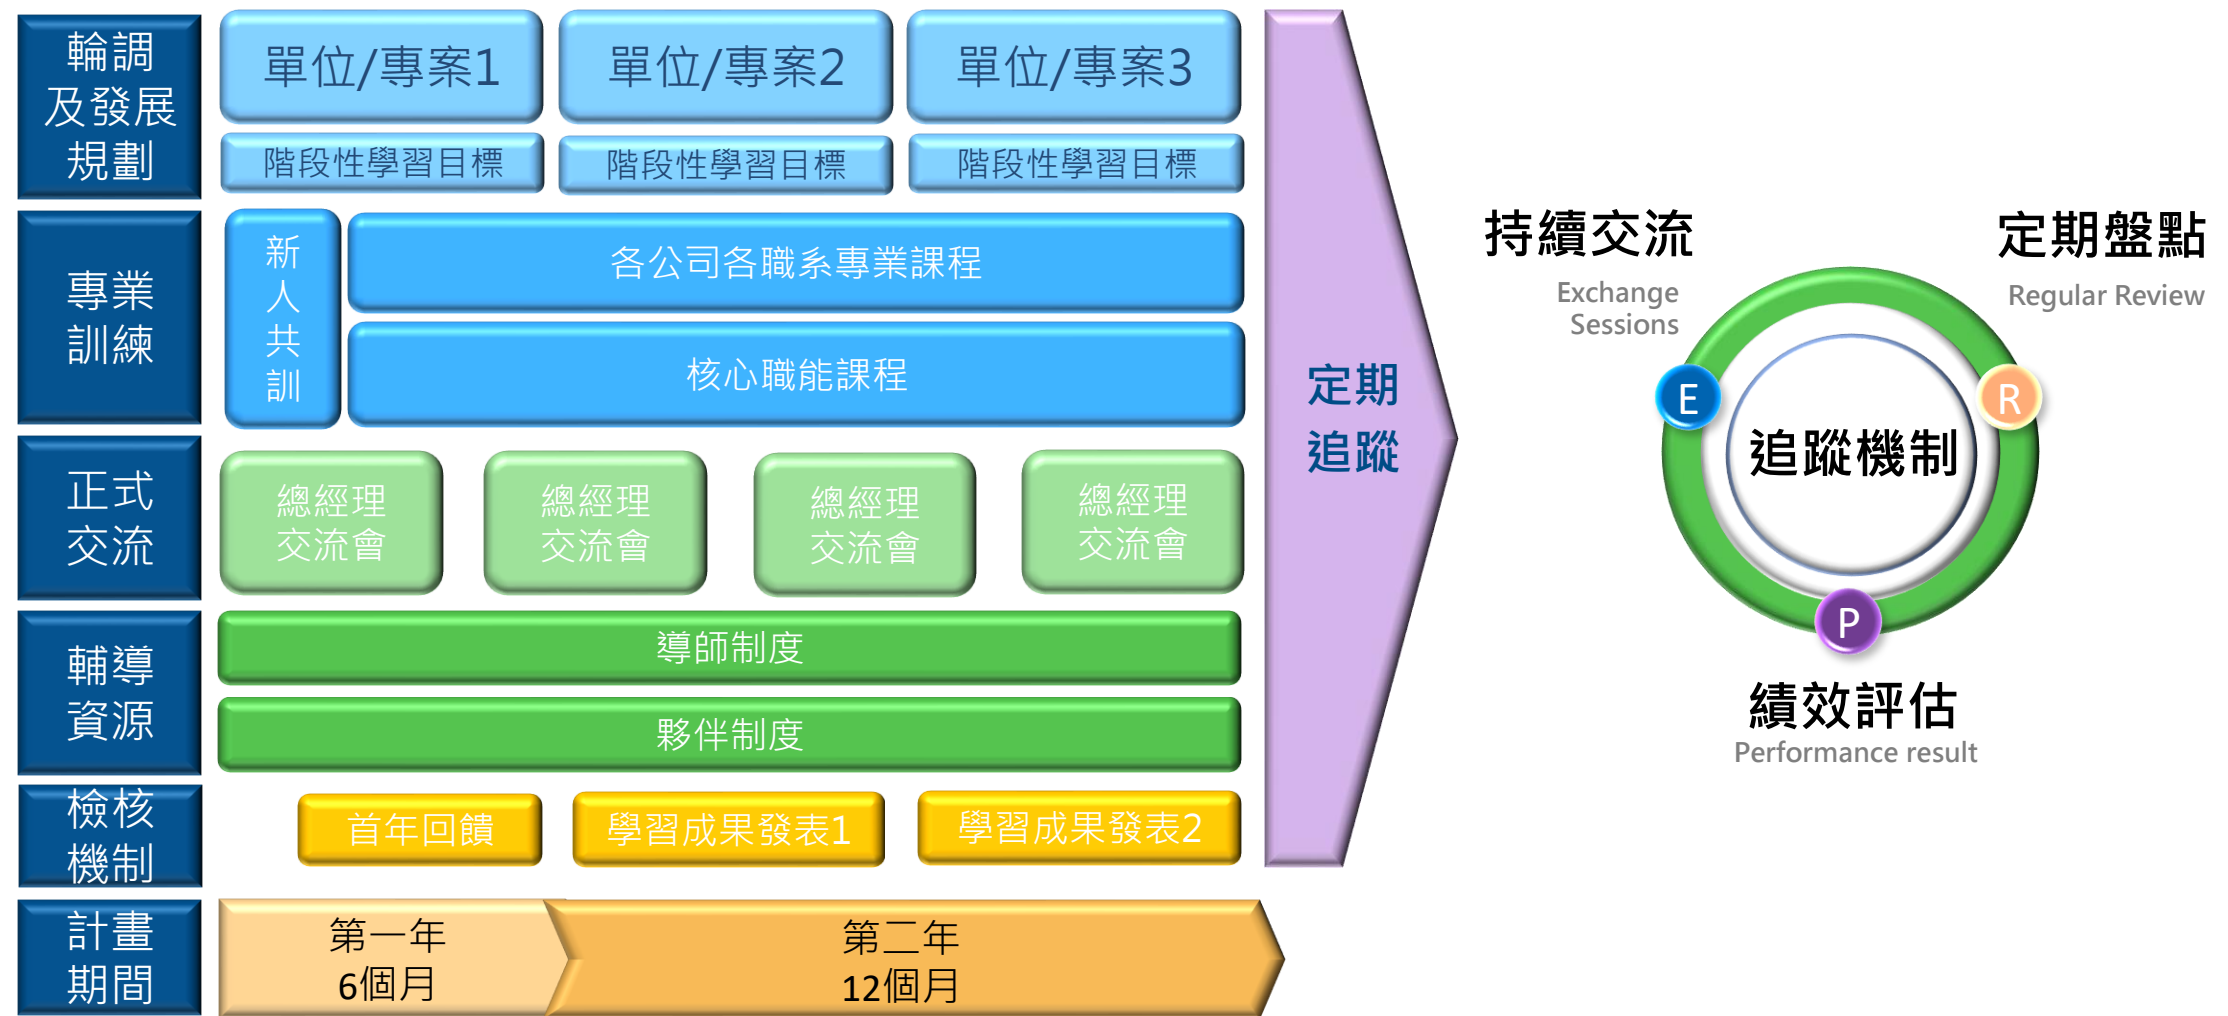 輪調
及發展
規劃
單位/專案1
單位/專案2
單位/專案3
階段性學習目標
階段性學習目標
階段性學習目標
專業
訓練
新
人
共
訓
各公司各職系專業課程
核心職能課程
正式
交流
總經理
交流會
總經理
交流會
總經理
交流會
總經理
交流會
輔導
資源
導師制度
夥伴制度
檢核
機制
首年回饋
學習成果發表1
學習成果發表2
計畫
期間
第一年
6個月
第二年
12個月
定期
追蹤
持續交流
Exchange
Sessions
定期盤點
Regular Review
E
R
追蹤機制
P
績效評估
Performance result